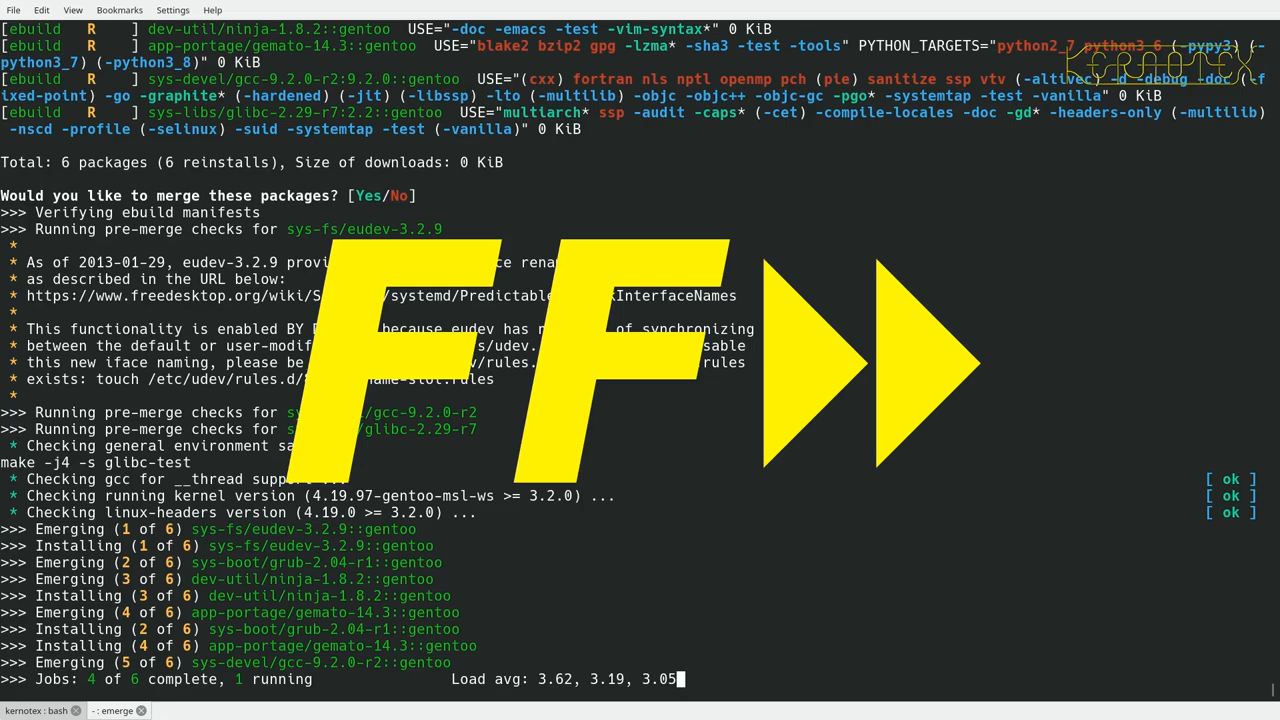 File Edit View Bookmarks Settings Help
[ebuild   R    ] dev-util/ninja-1.8.2::gentoo  USE="-doc -emacs -test -vim-syntax*" 0 KiB
[ebuild   R    ] app-portage/gemato-14.3::gentoo  USE="blake2 bzip2 gpg -lzma* -sha3 -test -tools" PYTHON_TARGETS="python2_7 python3_6 (-pypy3) (-
python3_7) (-python3_8)" 0 KiB
KERNOTEX
[ebuild   R    ] sys-devel/gcc-9.2.0-r2:9.2.0::gentoo  USE="(cxx) fortran nls nptl openmp pch (pie) sanitize ssp vtv (-altivec) -d -debug -doc (-f
ixed-point) -go -graphite* (-hardened) (-jit) (-libssp) -lto (-multilib) -objc -objc++ -objc-gc -pgo* -systemtap -test -vanilla" 0 KiB
[ebuild   R    ] sys-libs/glibc-2.29-r7:2.2::gentoo  USE="multiarch* ssp -audit -caps* (-cet) -compile-locales -doc -gd* -headers-only (-multilib)
-nscd -profile (-selinux) -suid -systemtap -test (-vanilla)" 0 KiB
Total: 6 packages (6 reinstalls), Size of downloads: 0 KiB
Would you like to merge these packages? [Yes/No]
>>> Verifying ebuild manifests
>>> Running pre-merge checks for sys-fs/eudev-3.2.9
*
* As of 2013-01-29, eudev-3.2.9 provi ce rena
* as described in the URL below:
* https://www.freedesktop.org/wiki/S /systemd/Predictable kInterfaceNames
*
* This functionality is enabled BY because eudev has n of synchronizing
* between the default or user-modif s/udev. sable
* this new iface naming, please be v/rules. rules
* exists: touch /etc/udev/rules.d/ name-slot.rules
*
FF
>>> Running pre-merge checks for sy /gcc-9.2.0-r2
>>> Running pre-merge checks for s /glibc-2.29-r7
* Checking general environment sa
make -j4 -s glibc-test
* Checking gcc for __thread support ... [ ok ]
* Checking running kernel version (4.19.97-gentoo-msl-ws >= 3.2.0) ... [ ok ]
* Checking linux-headers version (4.19.0 >= 3.2.0) ... [ ok ]
>>> Emerging (1 of 6) sys-fs/eudev-3.2.9::gentoo
>>> Installing (1 of 6) sys-fs/eudev-3.2.9::gentoo
>>> Emerging (2 of 6) sys-boot/grub-2.04-r1::gentoo
>>> Emerging (3 of 6) dev-util/ninja-1.8.2::gentoo
>>> Installing (3 of 6) dev-util/ninja-1.8.2::gentoo
>>> Emerging (4 of 6) app-portage/gemato-14.3::gentoo
>>> Installing (2 of 6) sys-boot/grub-2.04-r1::gentoo
>>> Installing (4 of 6) app-portage/gemato-14.3::gentoo
>>> Emerging (5 of 6) sys-devel/gcc-9.2.0-r2::gentoo
>>> Jobs: 4 of 6 complete, 1 running Load avg: 3.62, 3.19, 3.05
kernotex : bash - : emerge